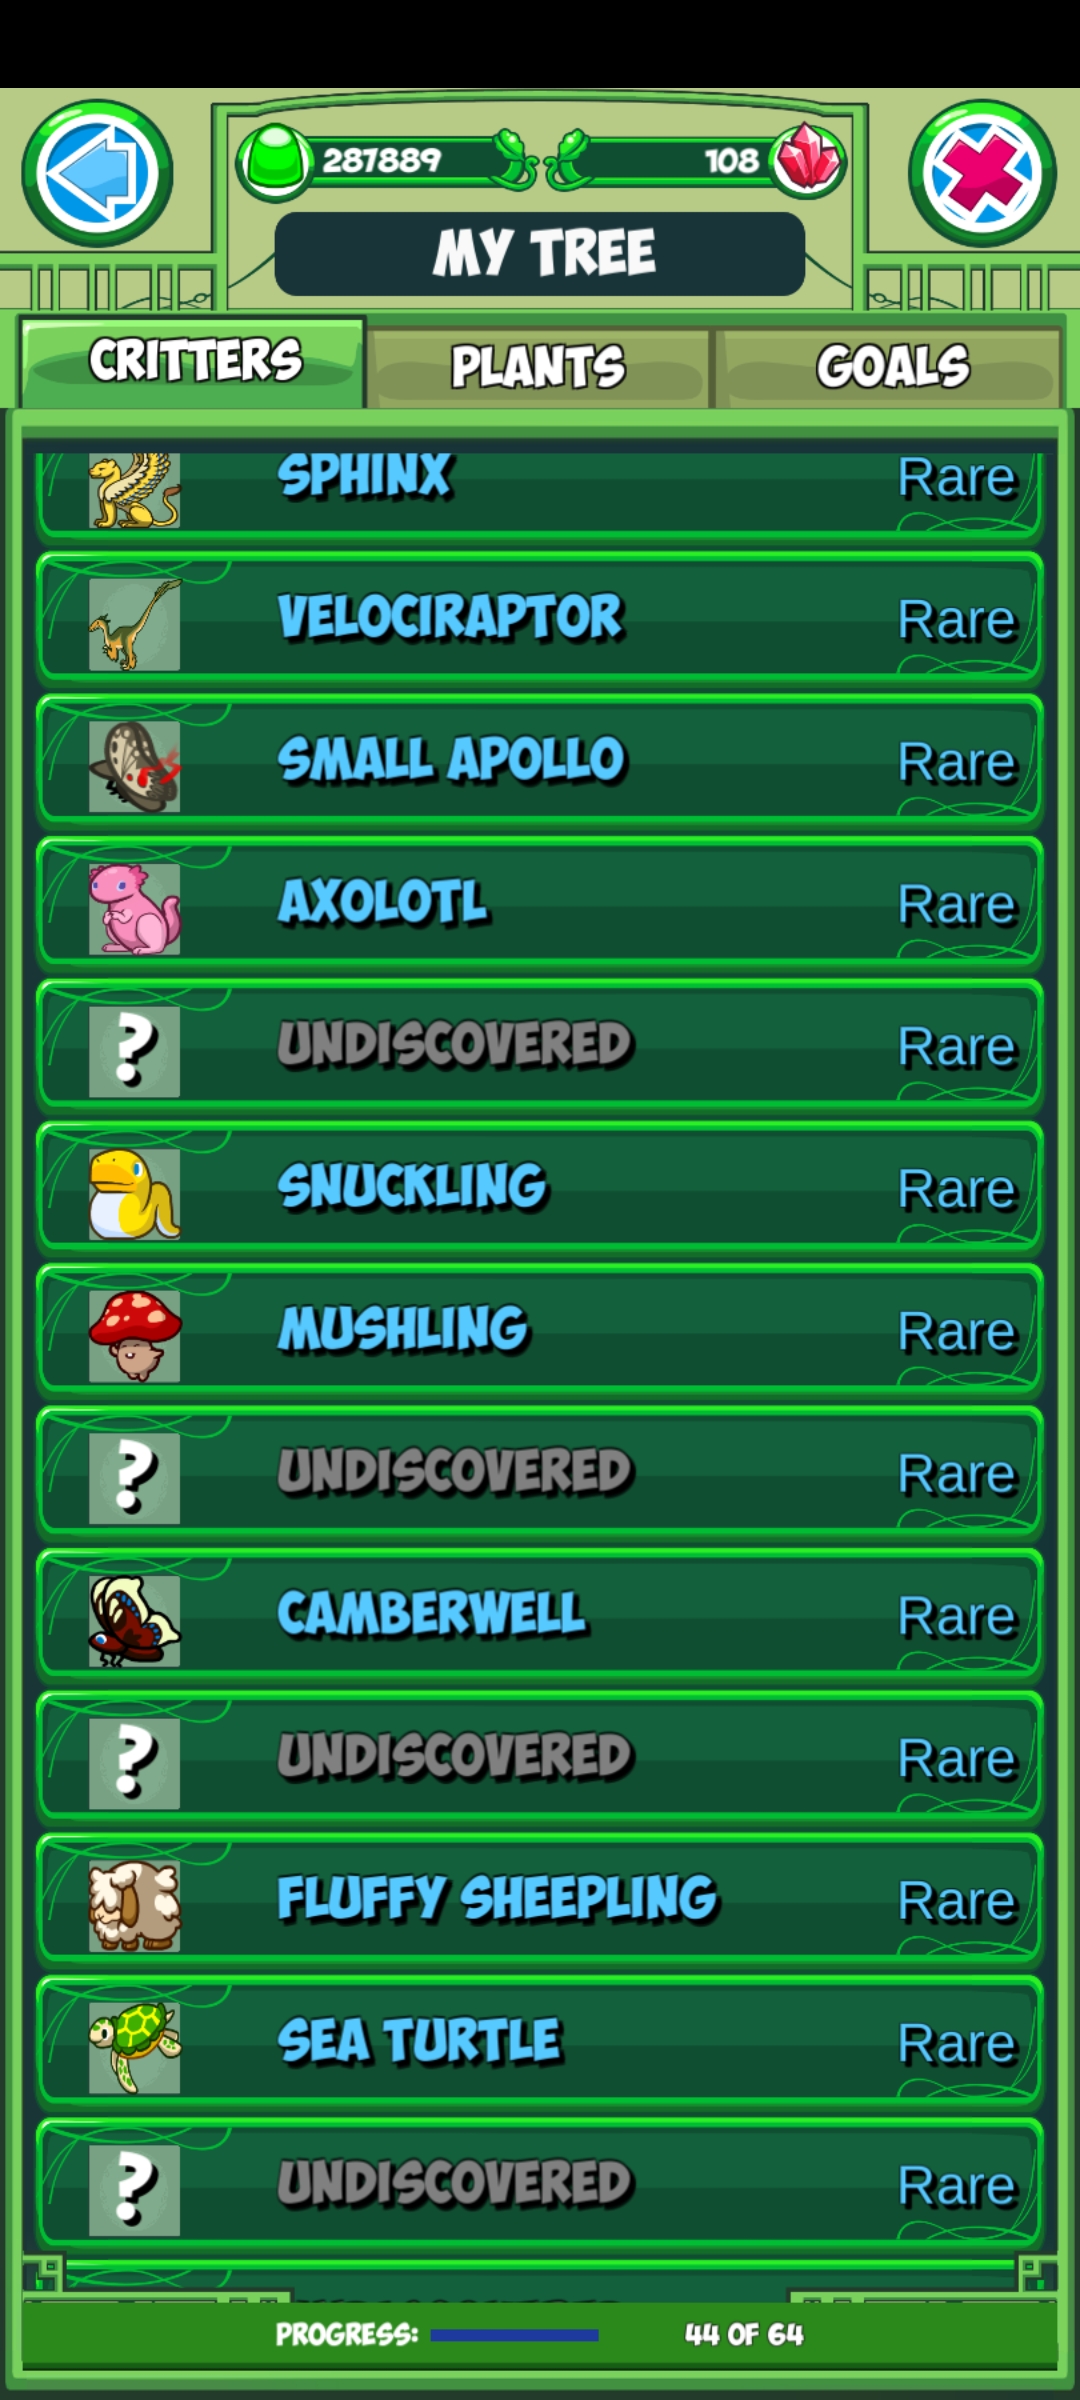 287889
108
MY TREE
CRITTERS
PLANTS
GOALS
SPHINX
Rare
VELOCIRAPTOR
Rare
SMALL APOLLO
Rare
AXOLOTL
Rare
?
UNDISCOVERED
Rare
SNUCKLING
Rare
MUSHLING
Rare
?
UNDISCOVERED
Rare
CAMBERWELL
Rare
?
UNDISCOVERED
Rare
FLUFFY SHEEPLING
Rare
SEA TURTLE
Rare
?
UNDISCOVERED
Rare
PROGRESS:
44 OF 64